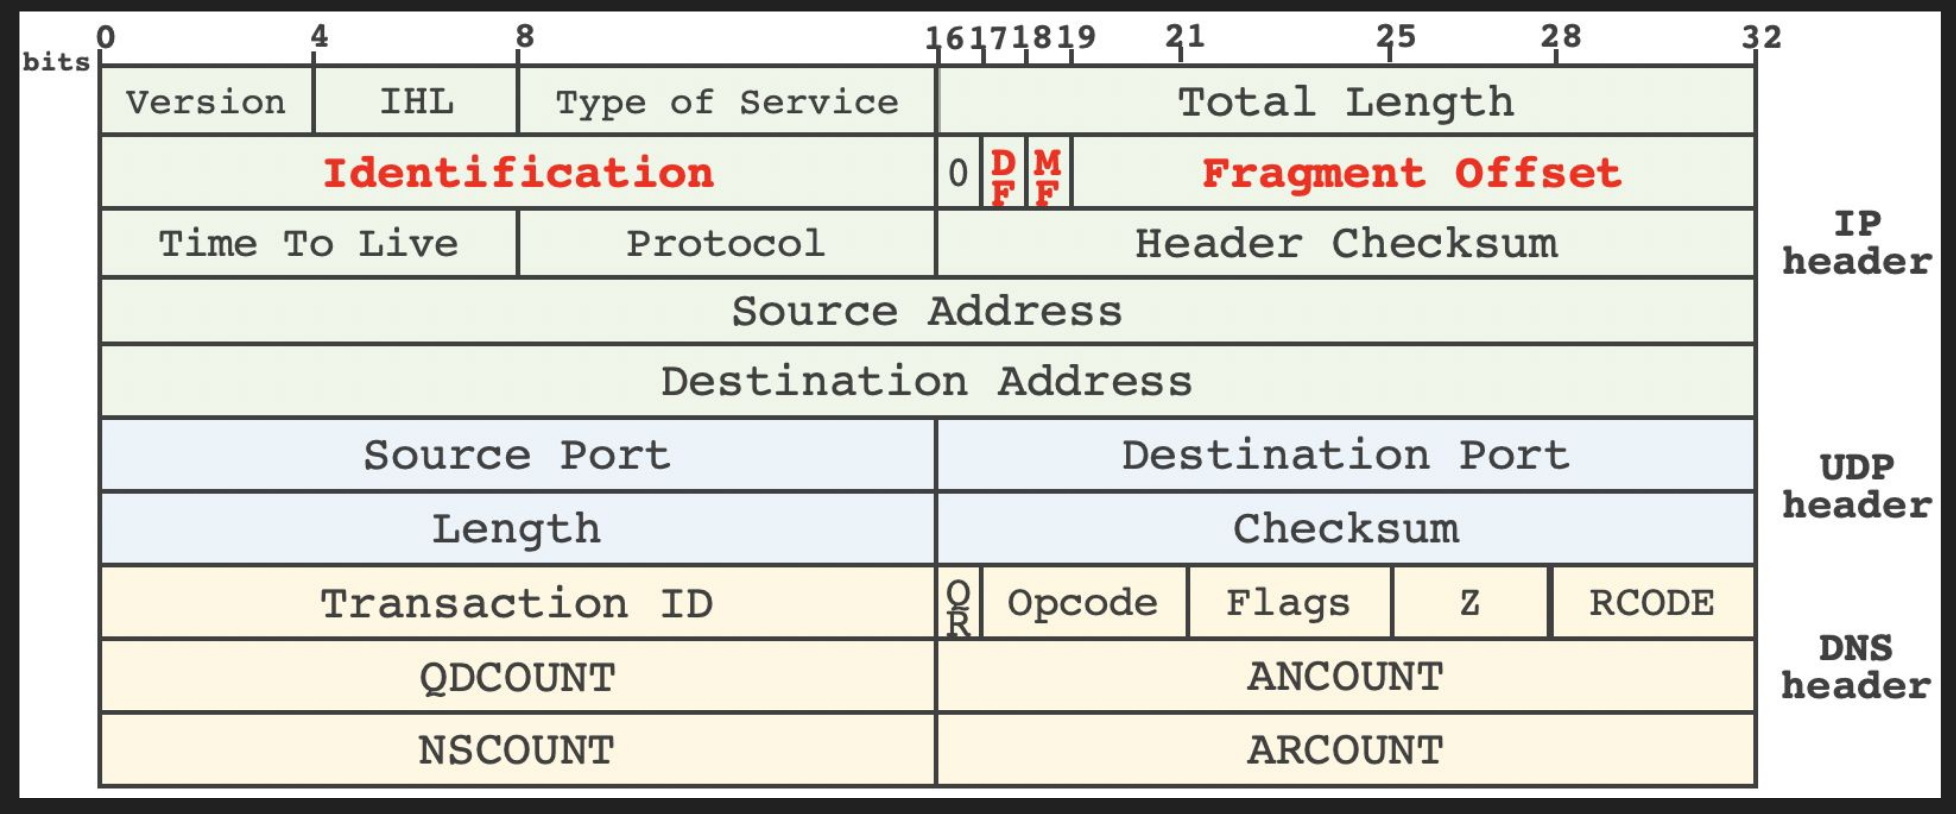 0 4 8 16 17 18 19 21 25 28 32
bits
Version IHL Type of Service Total Length
Identification 0 DF MF Fragment Offset
Time To Live Protocol Header Checksum
IP header
Source Address
Destination Address
Source Port Destination Port
UDP header
Length Checksum
Transaction ID QR Opcode Flags Z RCODE
QDCOUNT ANCOUNT
DNS header
NSCOUNT ARCOUNT